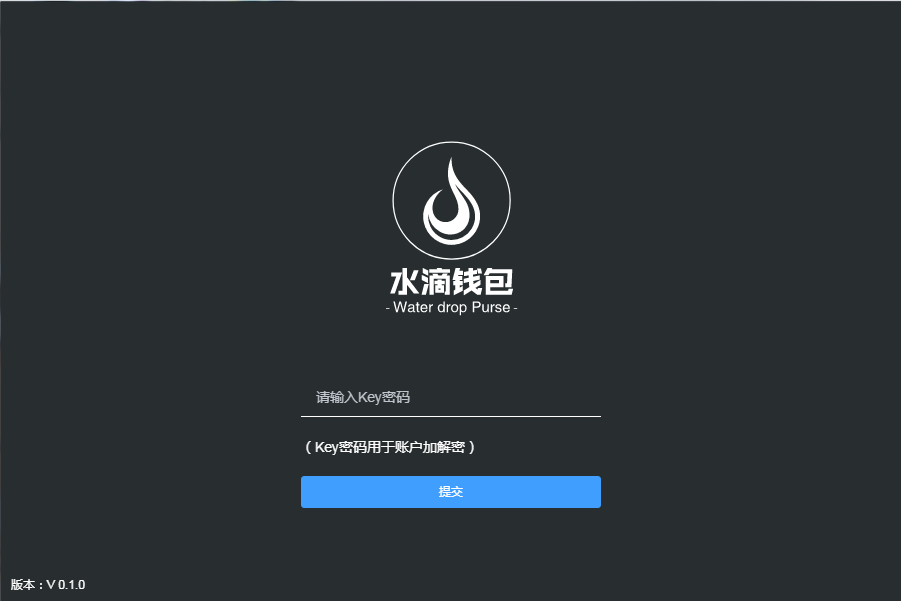 水滴钱包
- Water drop Purse -
请输入Key密码
（Key密码用于账户加解密）
提交
版本：V 0.1.0